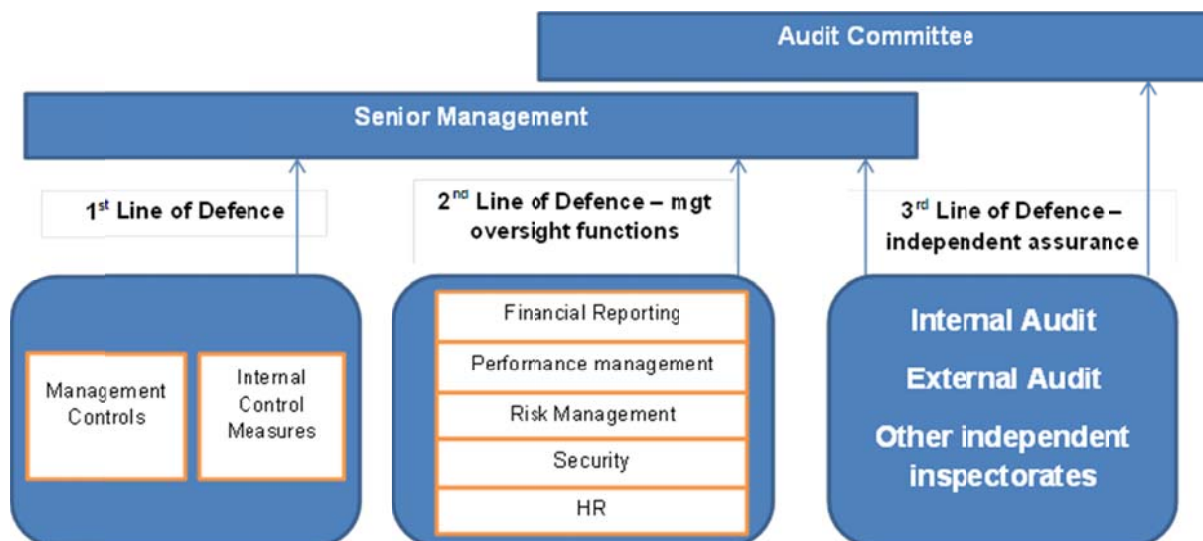 Audit Committee
Senior Management
1st Line of Defence
2nd Line of Defence – mgt
oversight functions
3rd Line of Defence –
independent assurance
Management
Controls
Internal
Control
Measures
Financial Reporting
Performance management
Risk Management
Security
HR
Internal Audit
External Audit
Other independent
inspectorates